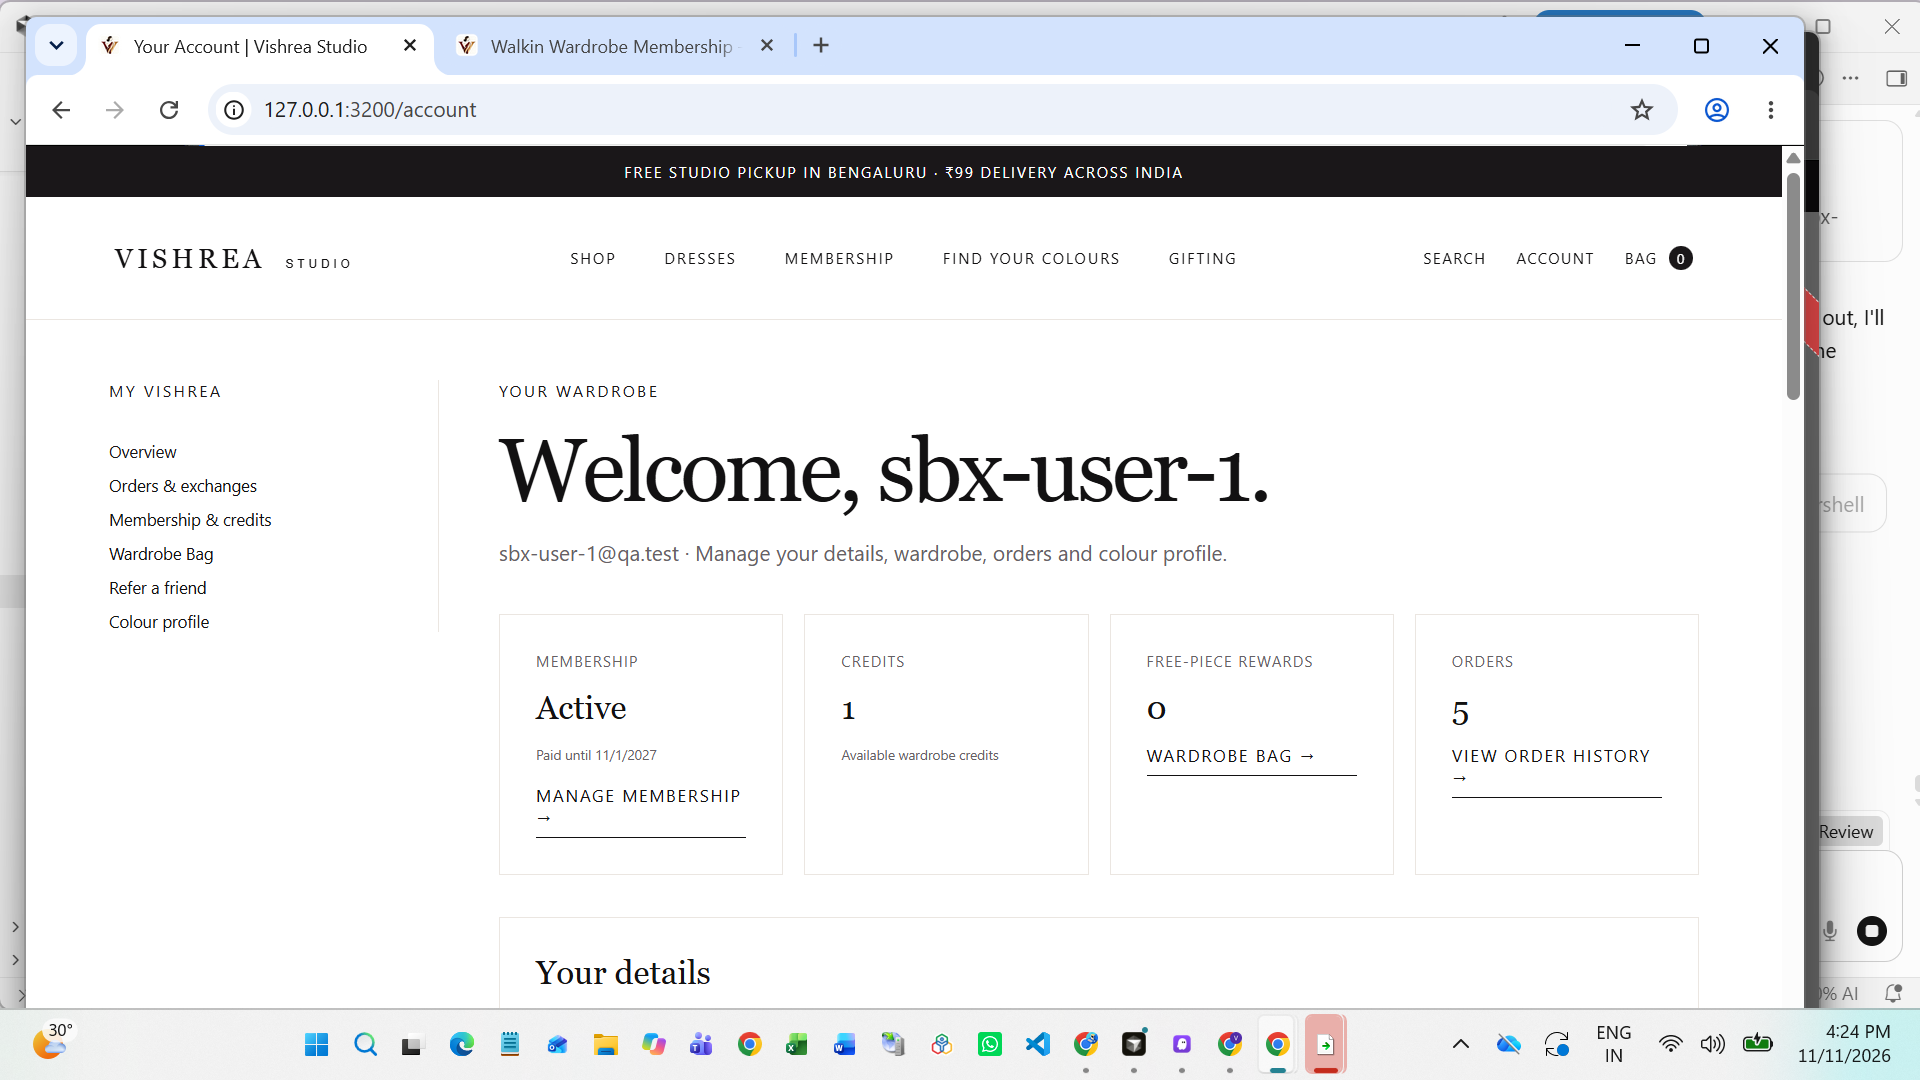 Your Account | Vishrea Studio
Walkin Wardrobe Membership
127.0.0.1:3200/account
FREE STUDIO PICKUP IN BENGALURU · ₹99 DELIVERY ACROSS INDIA
VISHREA STUDIO
SHOP
DRESSES
MEMBERSHIP
FIND YOUR COLOURS
GIFTING
SEARCH
ACCOUNT
BAG 0
MY VISHREA
Overview
Orders & exchanges
Membership & credits
Wardrobe Bag
Refer a friend
Colour profile
YOUR WARDROBE
Welcome, sbx-user-1.
sbx-user-1@qa.test · Manage your details, wardrobe, orders and colour profile.
MEMBERSHIP
Active
Paid until 11/1/2027
MANAGE MEMBERSHIP
→
CREDITS
1
Available wardrobe credits
FREE-PIECE REWARDS
0
WARDROBE BAG →
ORDERS
5
VIEW ORDER HISTORY
→
Your details
out, I'll
Review
AI
30°
ENG
IN
4:24 PM
11/11/2026